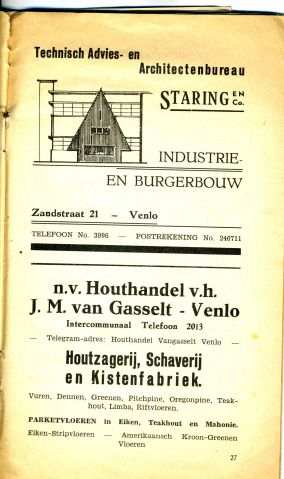 Technisch Advies- en
Architectenbureau
STARING EN Co.
INDUSTRIE-
EN BURGERBOUW
Zandstraat 21 – Venlo
TELEFOON No. 3996 — POSTREKENING No. 246711
n.v. Houthandel v.h.
J. M. van Gasselt - Venlo
Intercommunaal Telefoon 2013
— Telegram-adres: Houthandel Vangasselt Venlo —
Houtzagerij, Schaverij
en Kistenfabriek.
Vuren, Dennen, Greenen, Pitchpine, Oregonpine, Teak-
hout, Limba, Riftvloeren.
PARKETVLOEREN in Eiken, Teakhout en Mahonie.
Eiken-Stripvloeren — Amerikaansch Kroon-Greenen
Vloeren
27